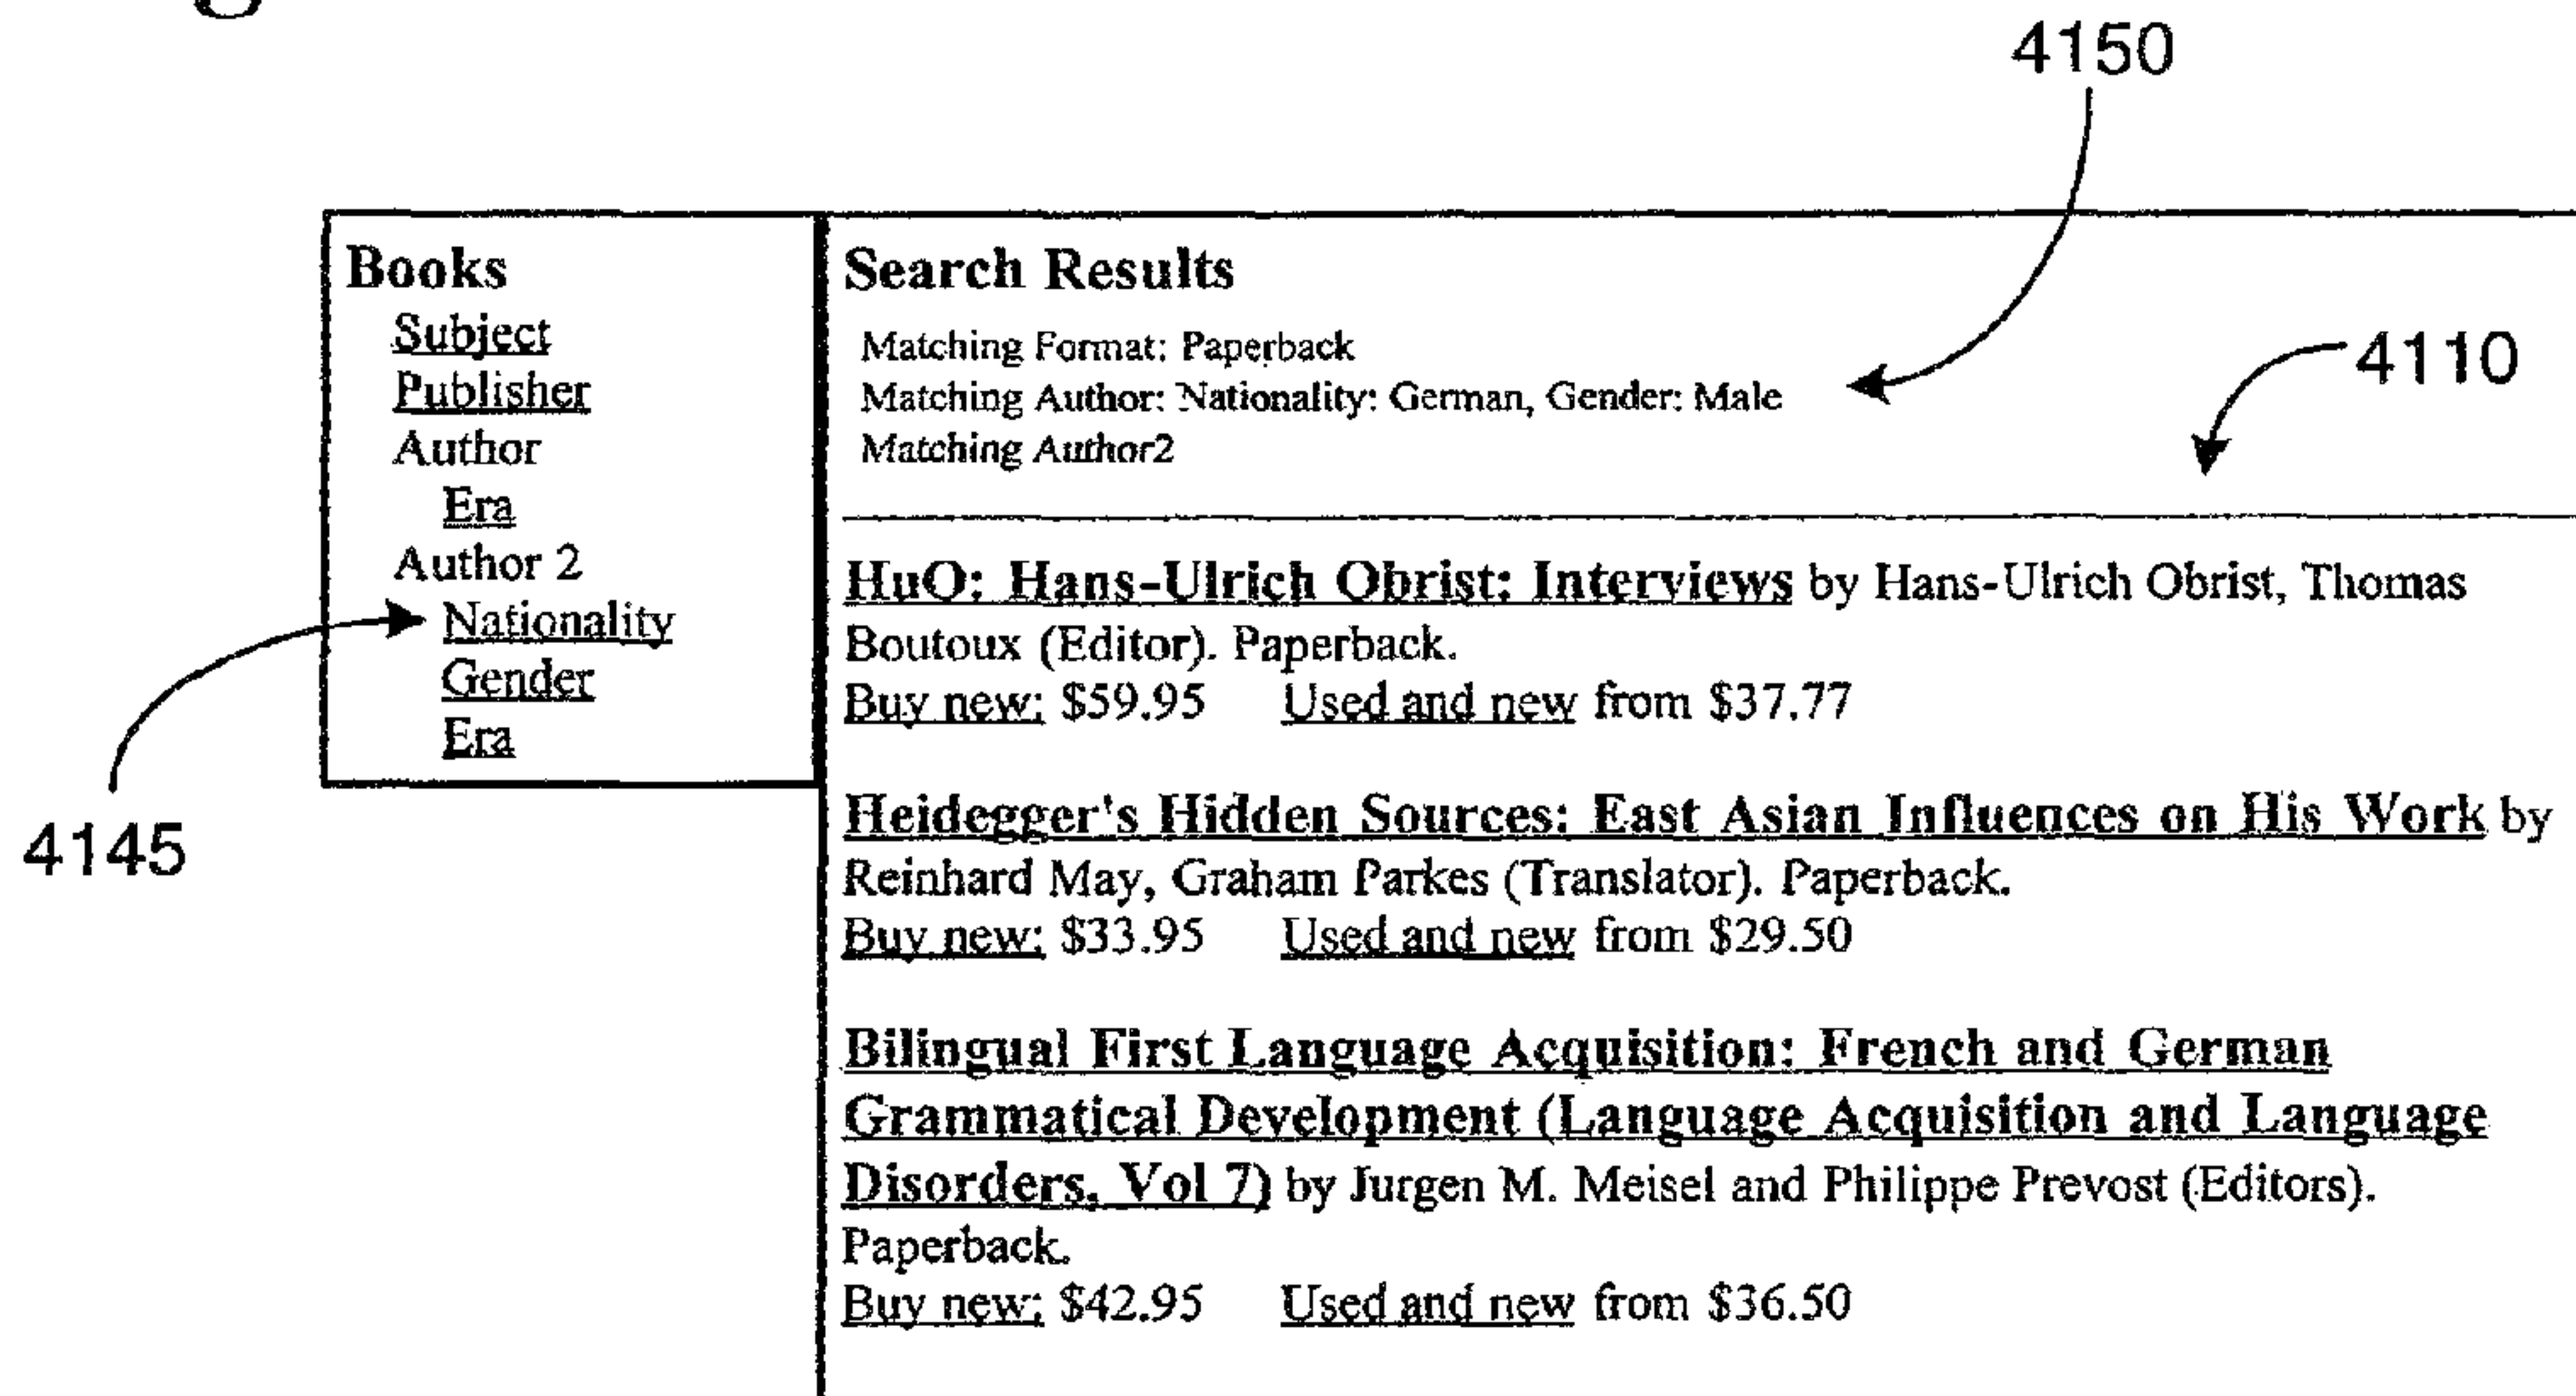 4150
Books
Subject
Publisher
Author
Era
Author 2
Nationality
Gender
Era
4145
Search Results
Matching Format: Paperback
Matching Author: Nationality: German, Gender: Male
Matching Author2
4110
HuO: Hans-Ulrich Obrist: Interviews by Hans-Ulrich Obrist, Thomas
Boutoux (Editor). Paperback.
Buy new: $59.95 Used and new from $37.77
Heidegger's Hidden Sources: East Asian Influences on His Work by
Reinhard May, Graham Parkes (Translator). Paperback.
Buy new: $33.95 Used and new from $29.50
Bilingual First Language Acquisition: French and German
Grammatical Development (Language Acquisition and Language
Disorders, Vol 7) by Jurgen M. Meisel and Philippe Prevost (Editors).
Paperback.
Buy new: $42.95 Used and new from $36.50